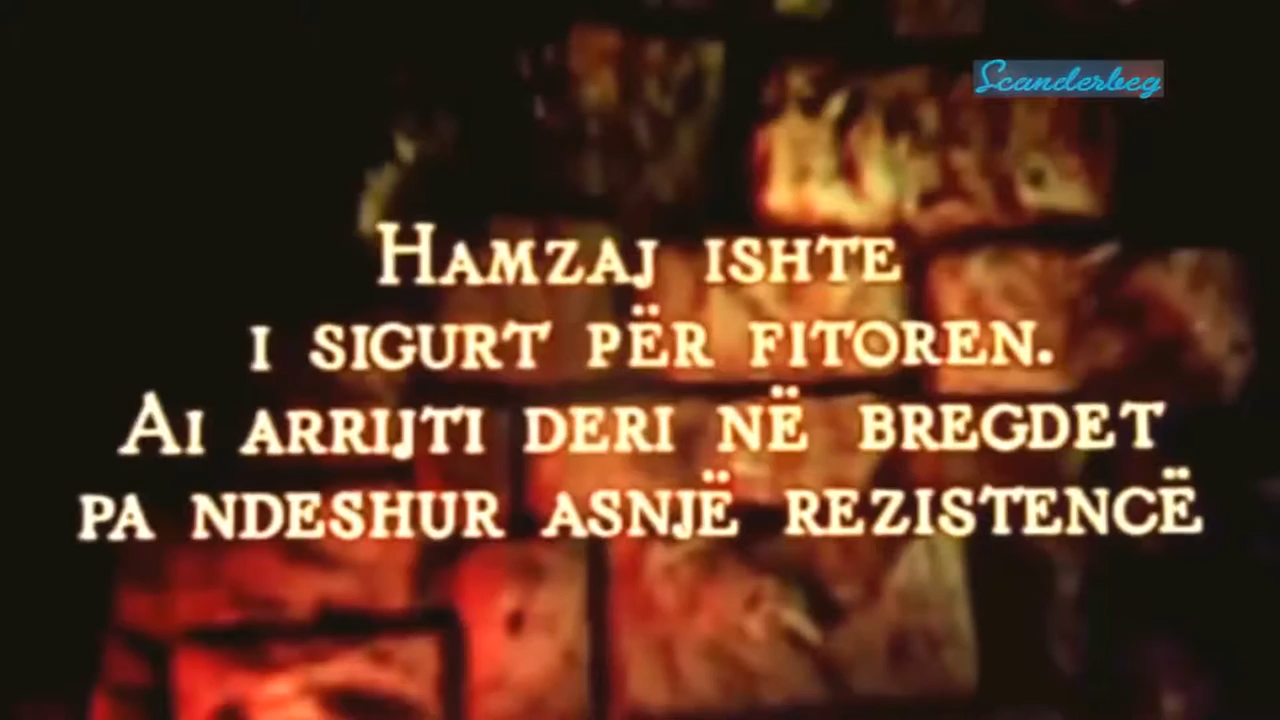 Scanderbeg
HAMZAJ ISHTE
I SIGURT PËR FITOREN.
AI ARRIJTI DERI NË BREGDET
PA NDESHUR ASNJË REZISTENCË